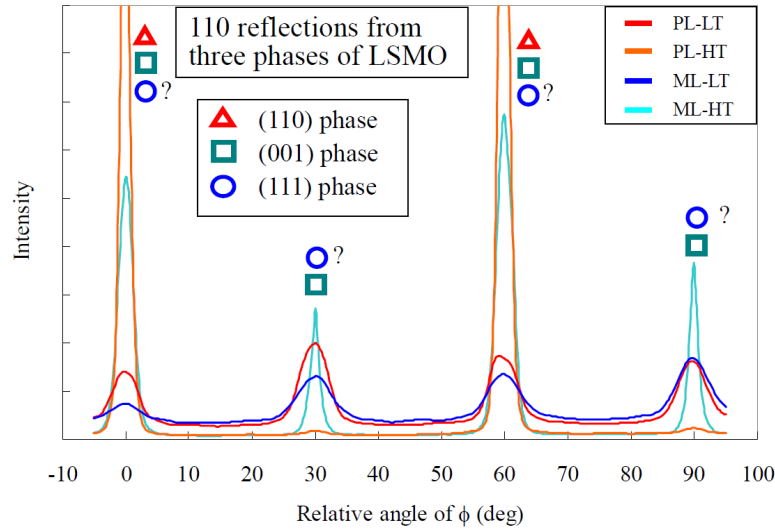 110 reflections from
three phases of LSMO
PL-LT
PL-HT
ML-LT
ML-HT
?
?
(110) phase
(001) phase
(111) phase
?
?
Intensity
-10 0 10 20 30 40 50 60 70 80 90 100
Relative angle of ϕ (deg)